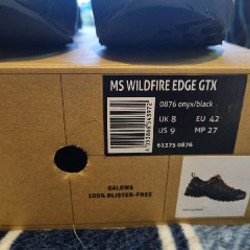 MS WILDFIRE EDGE GTX
0876 onyx/black
UK 8 EU 42
US 9 MP 27
61375 0876
SALEWA
100% BLISTER-FREE